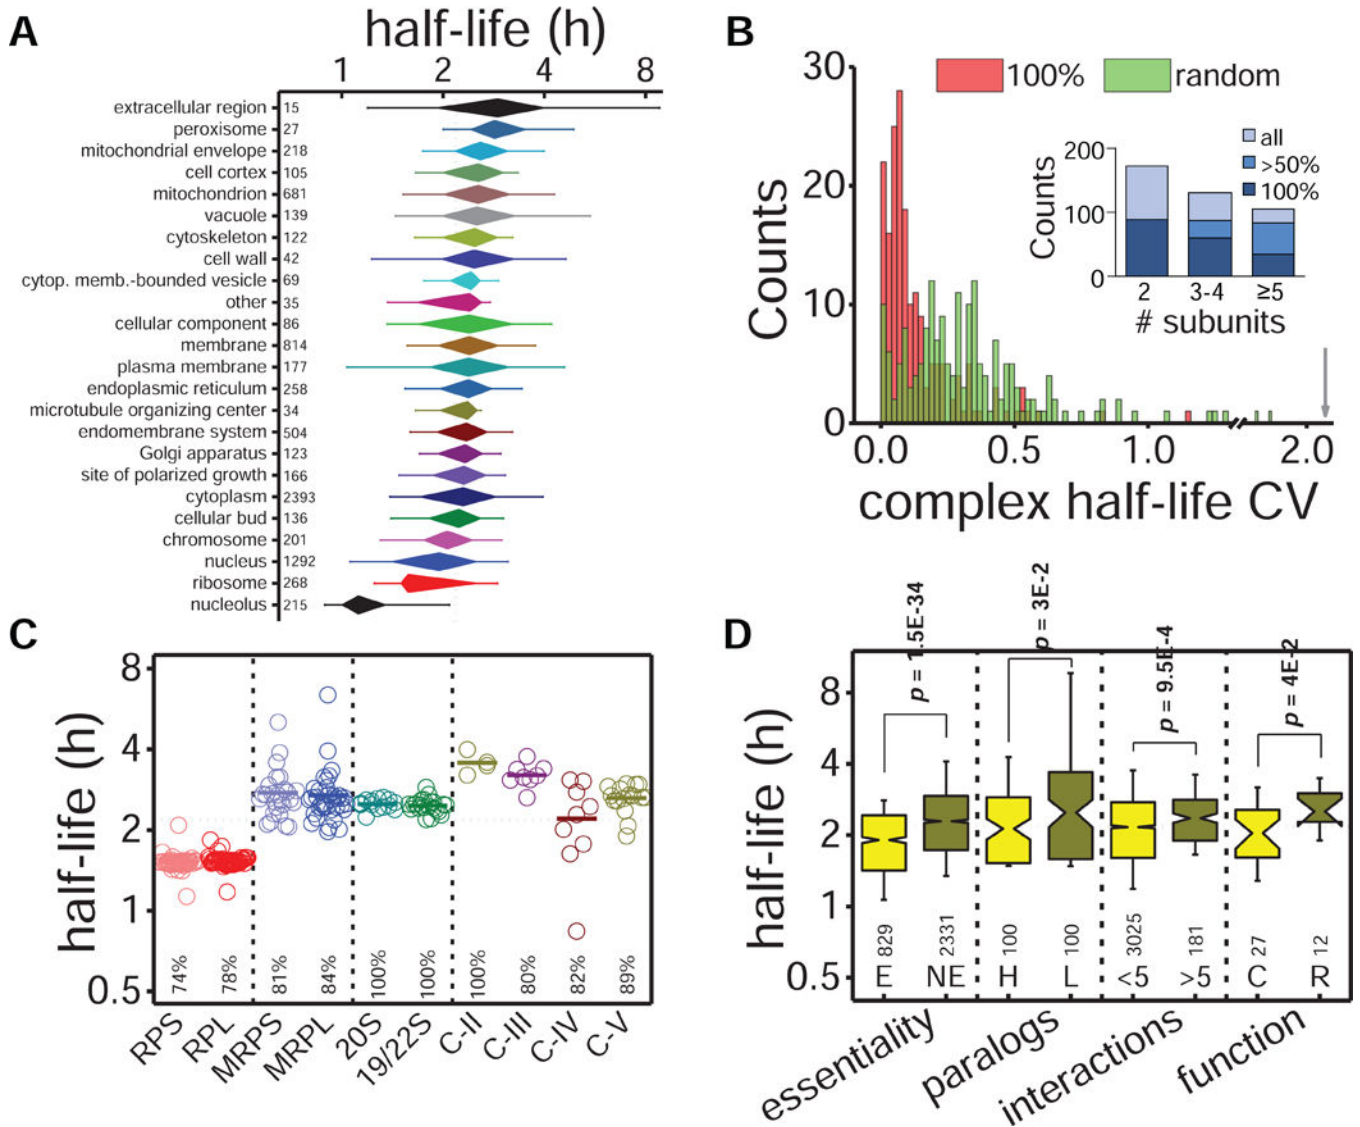 A
half-life (h)
1 2 4 8
extracellular region 15
peroxisome 27
mitochondrial envelope 218
cell cortex 105
mitochondrion 681
vacuole 139
cytoskeleton 122
cell wall 42
cytop. memb.-bounded vesicle 69
other 35
cellular component 86
membrane 814
plasma membrane 177
endoplasmic reticulum 258
microtubule organizing center 34
endomembrane system 504
Golgi apparatus 123
site of polarized growth 166
cytoplasm 2393
cellular bud 136
chromosome 201
nucleus 1292
ribosome 268
nucleolus 215
B
100% random
30
20
10
0
Counts
0.0 0.5 1.0 2.0
complex half-life CV
all
>50%
100%
200
100
0
Counts
2 3-4 ≥5
# subunits
C
half-life (h)
8
4
2
1
0.5
74% 78% 81% 84% 100% 100% 100% 80% 82% 89%
RPS RPL MRPS MRPL 20S 19/22S C-II C-III C-IV C-V
D
half-life (h)
8
4
2
1
0.5
p = 1.5E-34
p = 3E-2
p = 9.5E-4
p = 4E-2
829 2331 100 100 3025 181 27 12
E NE H L <5 >5 C R
essentiality paralogs interactions function